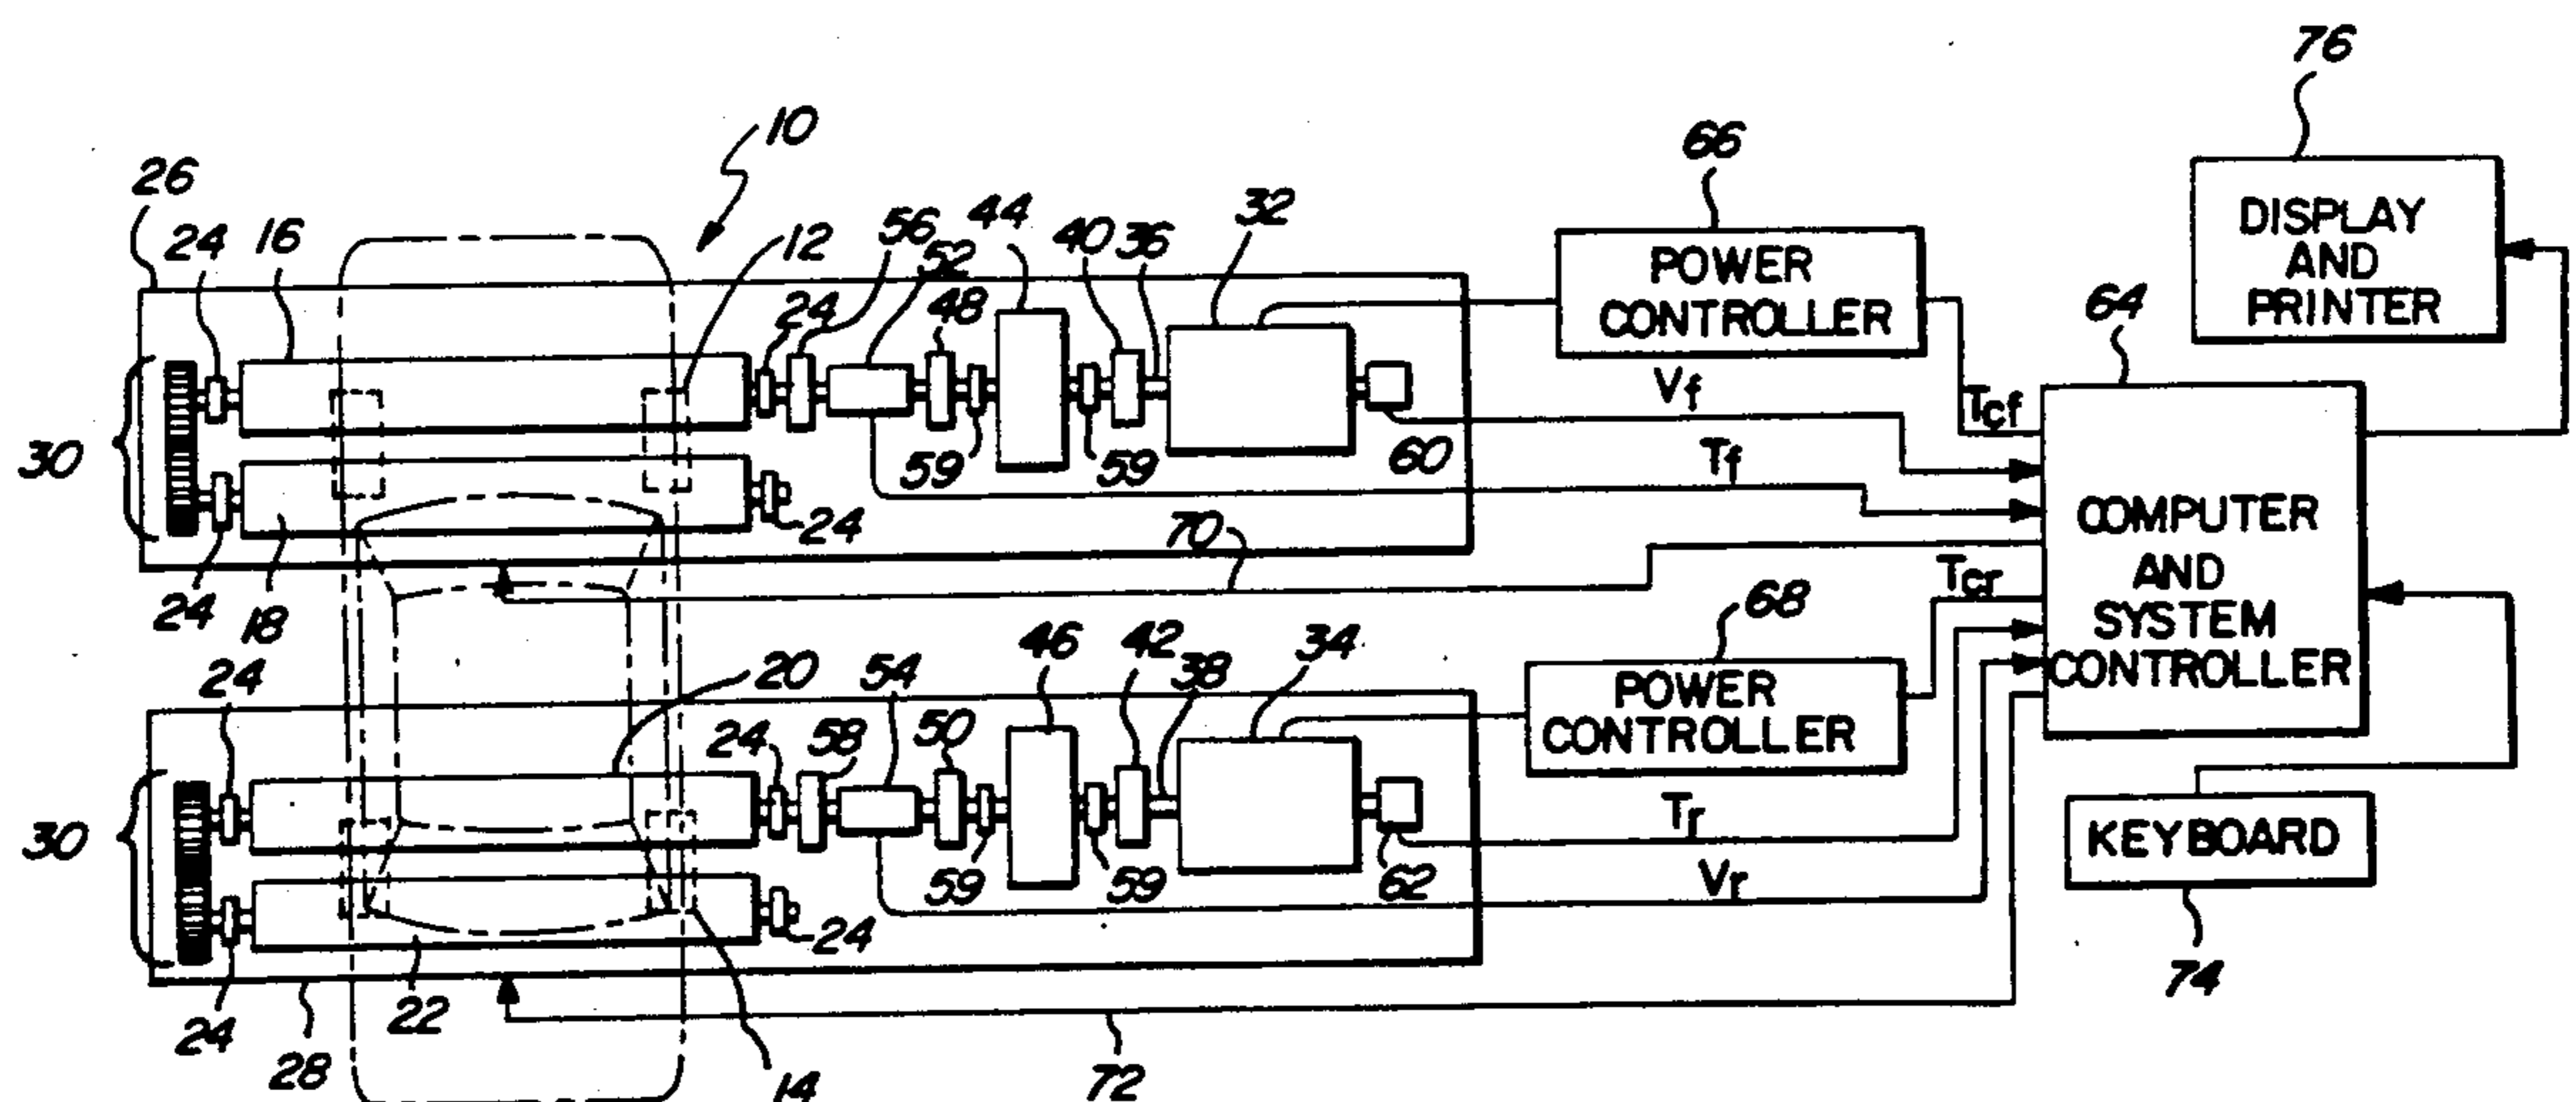 76
10
66
26
24 16 56 52 44 40 36 32
12
DISPLAY
AND
PRINTER
POWER
CONTROLLER
64
24 48
Vf
Tcf
30
59 59 60
Tf
24
24 18
70
COMPUTER
AND
SYSTEM
CONTROLLER
Tcr
68
24 20 54 46 42 38 34
POWER
CONTROLLER
24 58 50
Tr
KEYBOARD
30
59 59 62
Vr
24
24 22
74
28
14
72